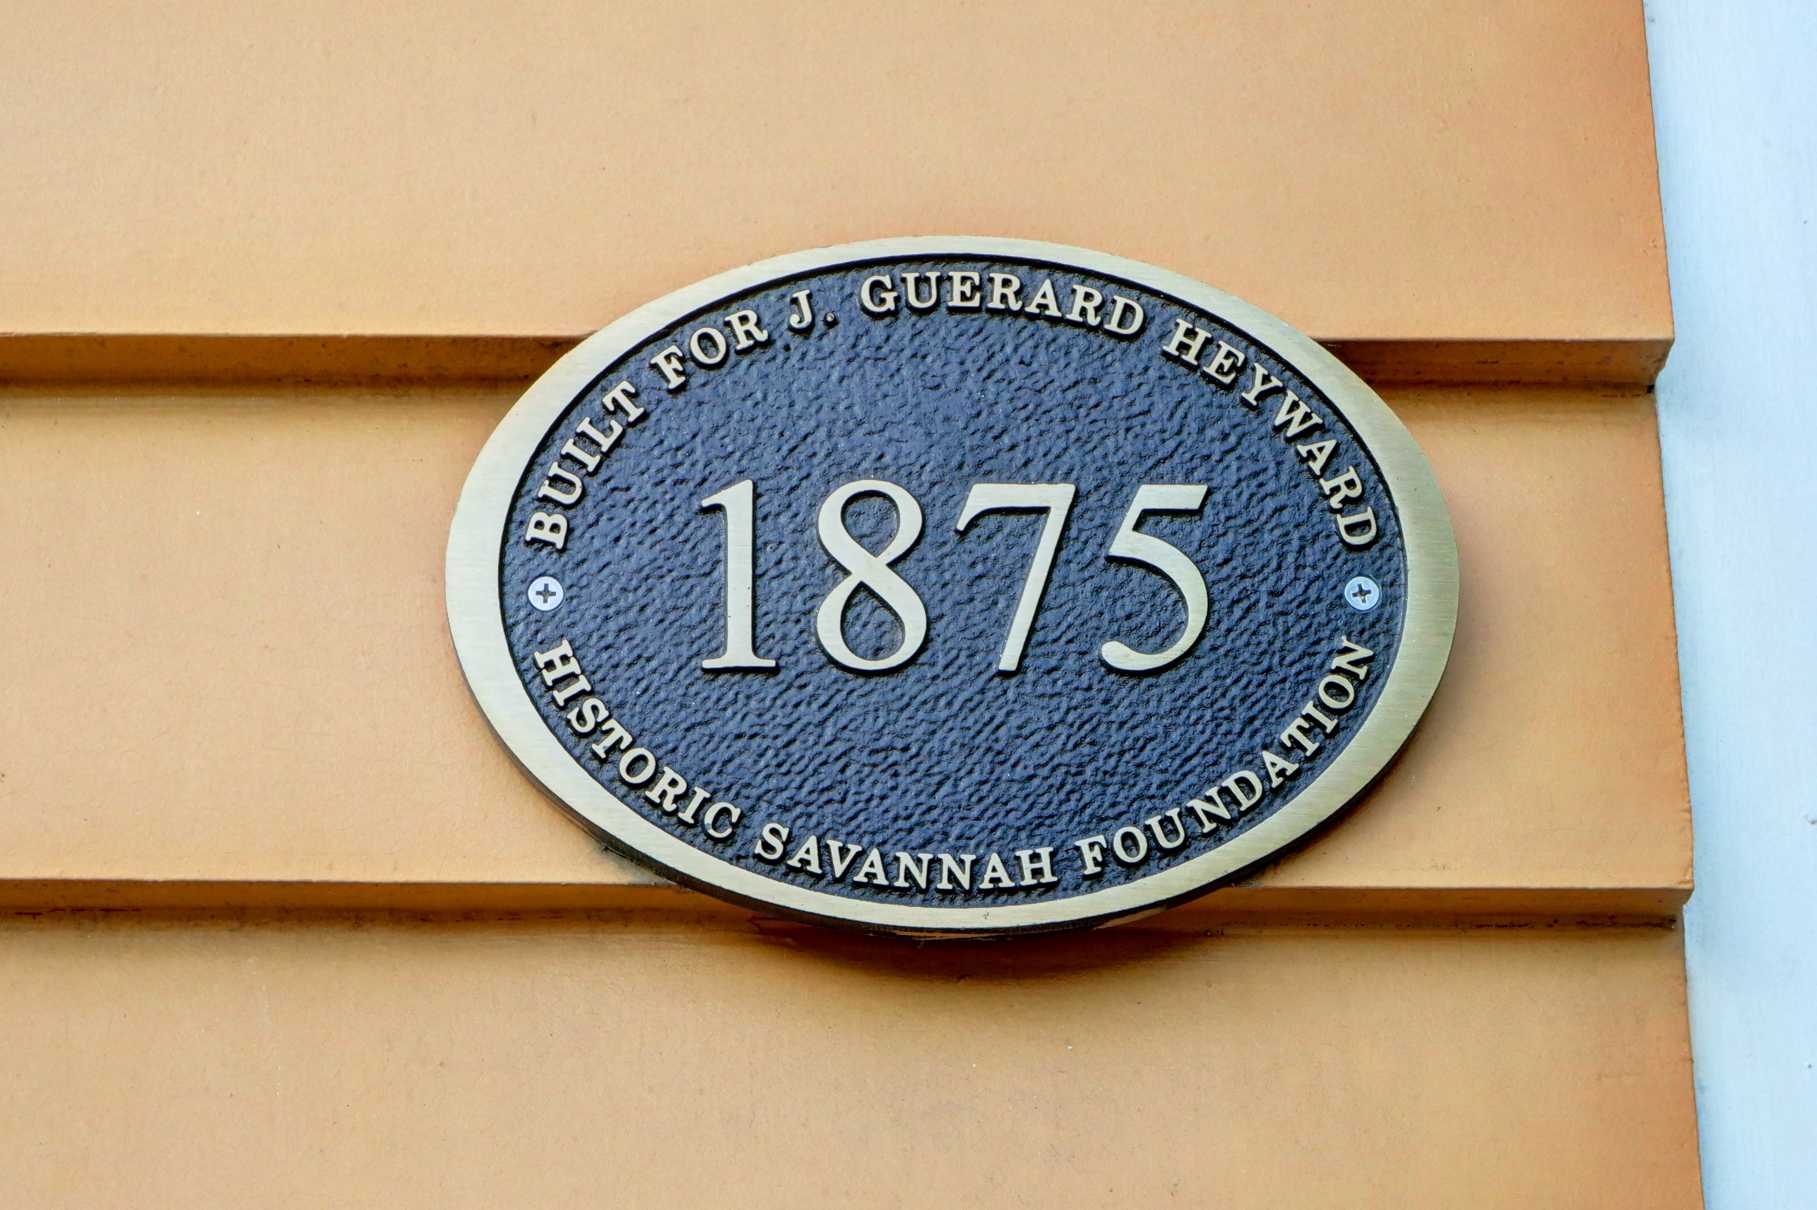 BUILT FOR J. GUERARD HEYWARD
1875
HISTORIC SAVANNAH FOUNDATION